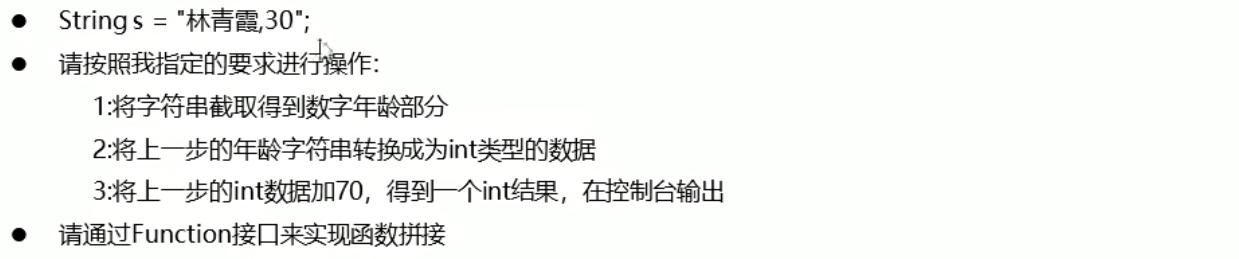 ● String s = "林青霞,30";
● 请按照我指定的要求进行操作：
1:将字符串截取得到数字年龄部分
2:将上一步的年龄字符串转换成为int类型的数据
3:将上一步的int数据加70，得到一个int结果，在控制台输出
● 请通过Function接口来实现函数拼接